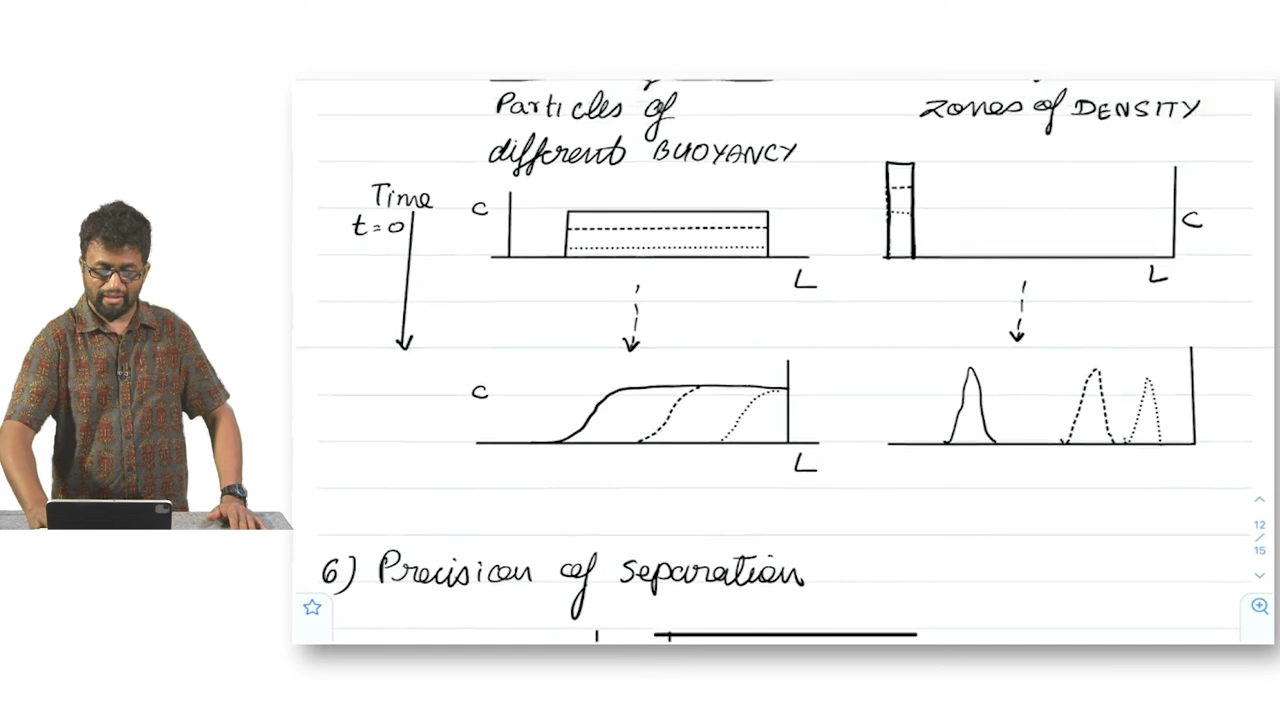 Particles of
different BUOYANCY
zones of DENSITY
Time
t=0
C
L
C
L
C
L
6) Precision of separation
12
/
15